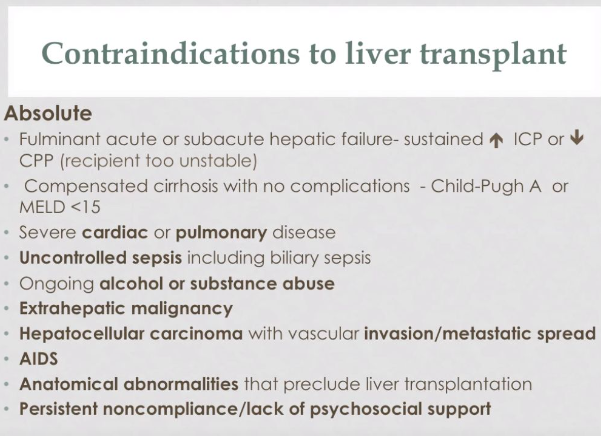 Contraindications to liver transplant
Absolute
• Fulminant acute or subacute hepatic failure- sustained 🡅 ICP or 🡇
CPP (recipient too unstable)
• Compensated cirrhosis with no complications - Child-Pugh A or
MELD <15
• Severe cardiac or pulmonary disease
• Uncontrolled sepsis including biliary sepsis
• Ongoing alcohol or substance abuse
• Extrahepatic malignancy
• Hepatocellular carcinoma with vascular invasion/metastatic spread
• AIDS
• Anatomical abnormalities that preclude liver transplantation
• Persistent noncompliance/lack of psychosocial support